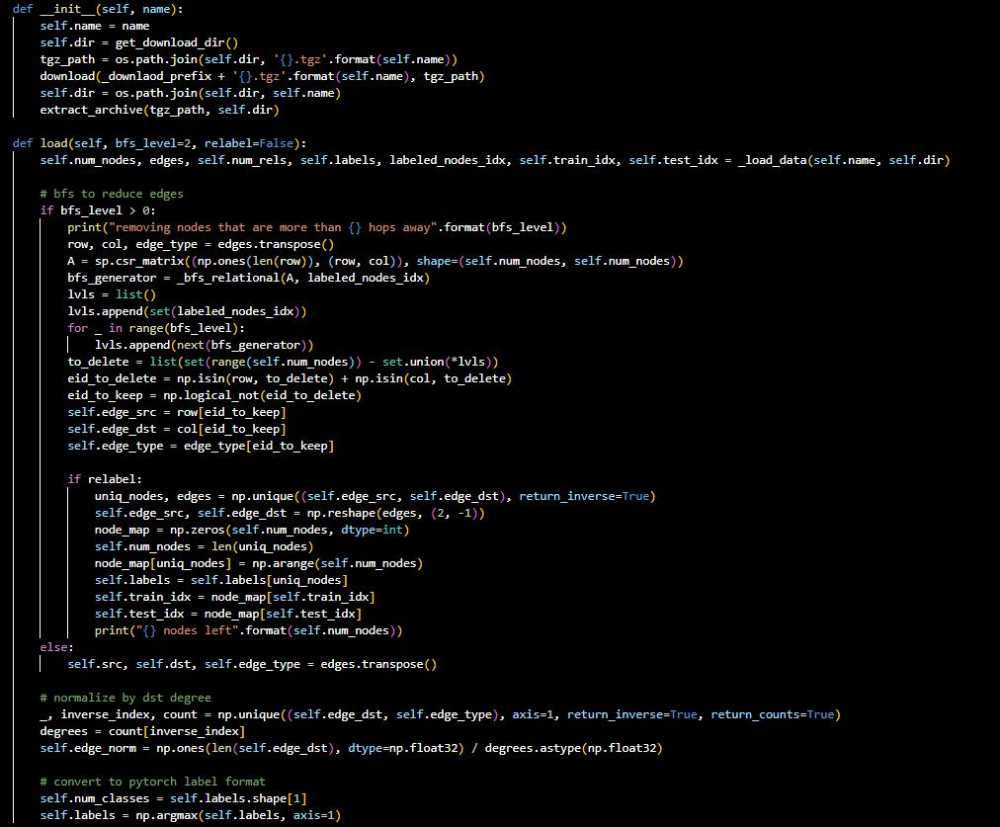 def __init__(self, name):
    self.name = name
    self.dir = get_download_dir()
    tgz_path = os.path.join(self.dir, '{}.tgz'.format(self.name))
    download(_downlaod_prefix + '{}.tgz'.format(self.name), tgz_path)
    self.dir = os.path.join(self.dir, self.name)
    extract_archive(tgz_path, self.dir)

def load(self, bfs_level=2, relabel=False):
    self.num_nodes, edges, self.num_rels, self.labels, labeled_nodes_idx, self.train_idx, self.test_idx = _load_data(self.name, self.dir)

    # bfs to reduce edges
    if bfs_level > 0:
        print("removing nodes that are more than {} hops away".format(bfs_level))
        row, col, edge_type = edges.transpose()
        A = sp.csr_matrix((np.ones(len(row)), (row, col)), shape=(self.num_nodes, self.num_nodes))
        bfs_generator = _bfs_relational(A, labeled_nodes_idx)
        lvls = list()
        lvls.append(set(labeled_nodes_idx))
        for _ in range(bfs_level):
            lvls.append(next(bfs_generator))
        to_delete = list(set(range(self.num_nodes)) - set.union(*lvls))
        eid_to_delete = np.isin(row, to_delete) + np.isin(col, to_delete)
        eid_to_keep = np.logical_not(eid_to_delete)
        self.edge_src = row[eid_to_keep]
        self.edge_dst = col[eid_to_keep]
        self.edge_type = edge_type[eid_to_keep]

        if relabel:
            uniq_nodes, edges = np.unique((self.edge_src, self.edge_dst), return_inverse=True)
            self.edge_src, self.edge_dst = np.reshape(edges, (2, -1))
            node_map = np.zeros(self.num_nodes, dtype=int)
            self.num_nodes = len(uniq_nodes)
            node_map[uniq_nodes] = np.arange(self.num_nodes)
            self.labels = self.labels[uniq_nodes]
            self.train_idx = node_map[self.train_idx]
            self.test_idx = node_map[self.test_idx]
            print("{} nodes left".format(self.num_nodes))
    else:
        self.src, self.dst, self.edge_type = edges.transpose()

    # normalize by dst degree
    _, inverse_index, count = np.unique((self.edge_dst, self.edge_type), axis=1, return_inverse=True, return_counts=True)
    degrees = count[inverse_index]
    self.edge_norm = np.ones(len(self.edge_dst), dtype=np.float32) / degrees.astype(np.float32)

    # convert to pytorch label format
    self.num_classes = self.labels.shape[1]
    self.labels = np.argmax(self.labels, axis=1)